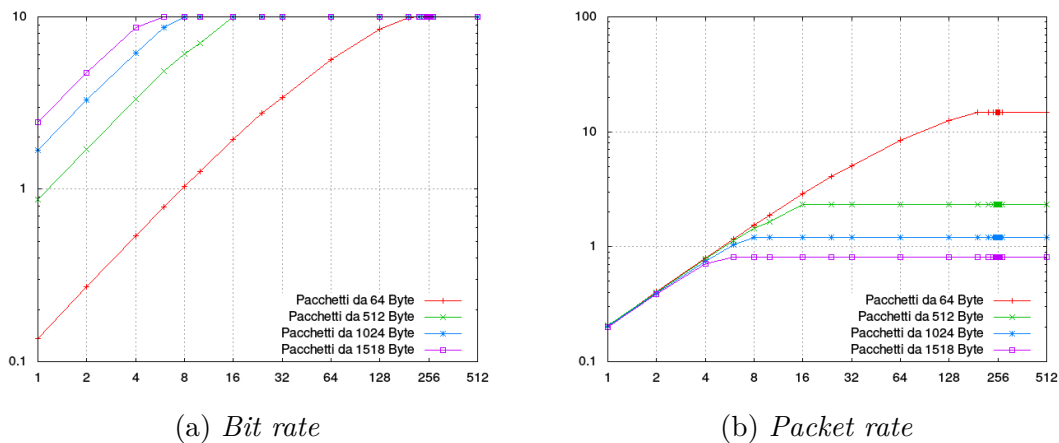 10
1
0.1
Pacchetti da 64 Byte
Pacchetti da 512 Byte
Pacchetti da 1024 Byte
Pacchetti da 1518 Byte
1 2 4 8 16 32 64 128 256 512
(a) Bit rate
100
10
1
0.1
Pacchetti da 64 Byte
Pacchetti da 512 Byte
Pacchetti da 1024 Byte
Pacchetti da 1518 Byte
1 2 4 8 16 32 64 128 256 512
(b) Packet rate